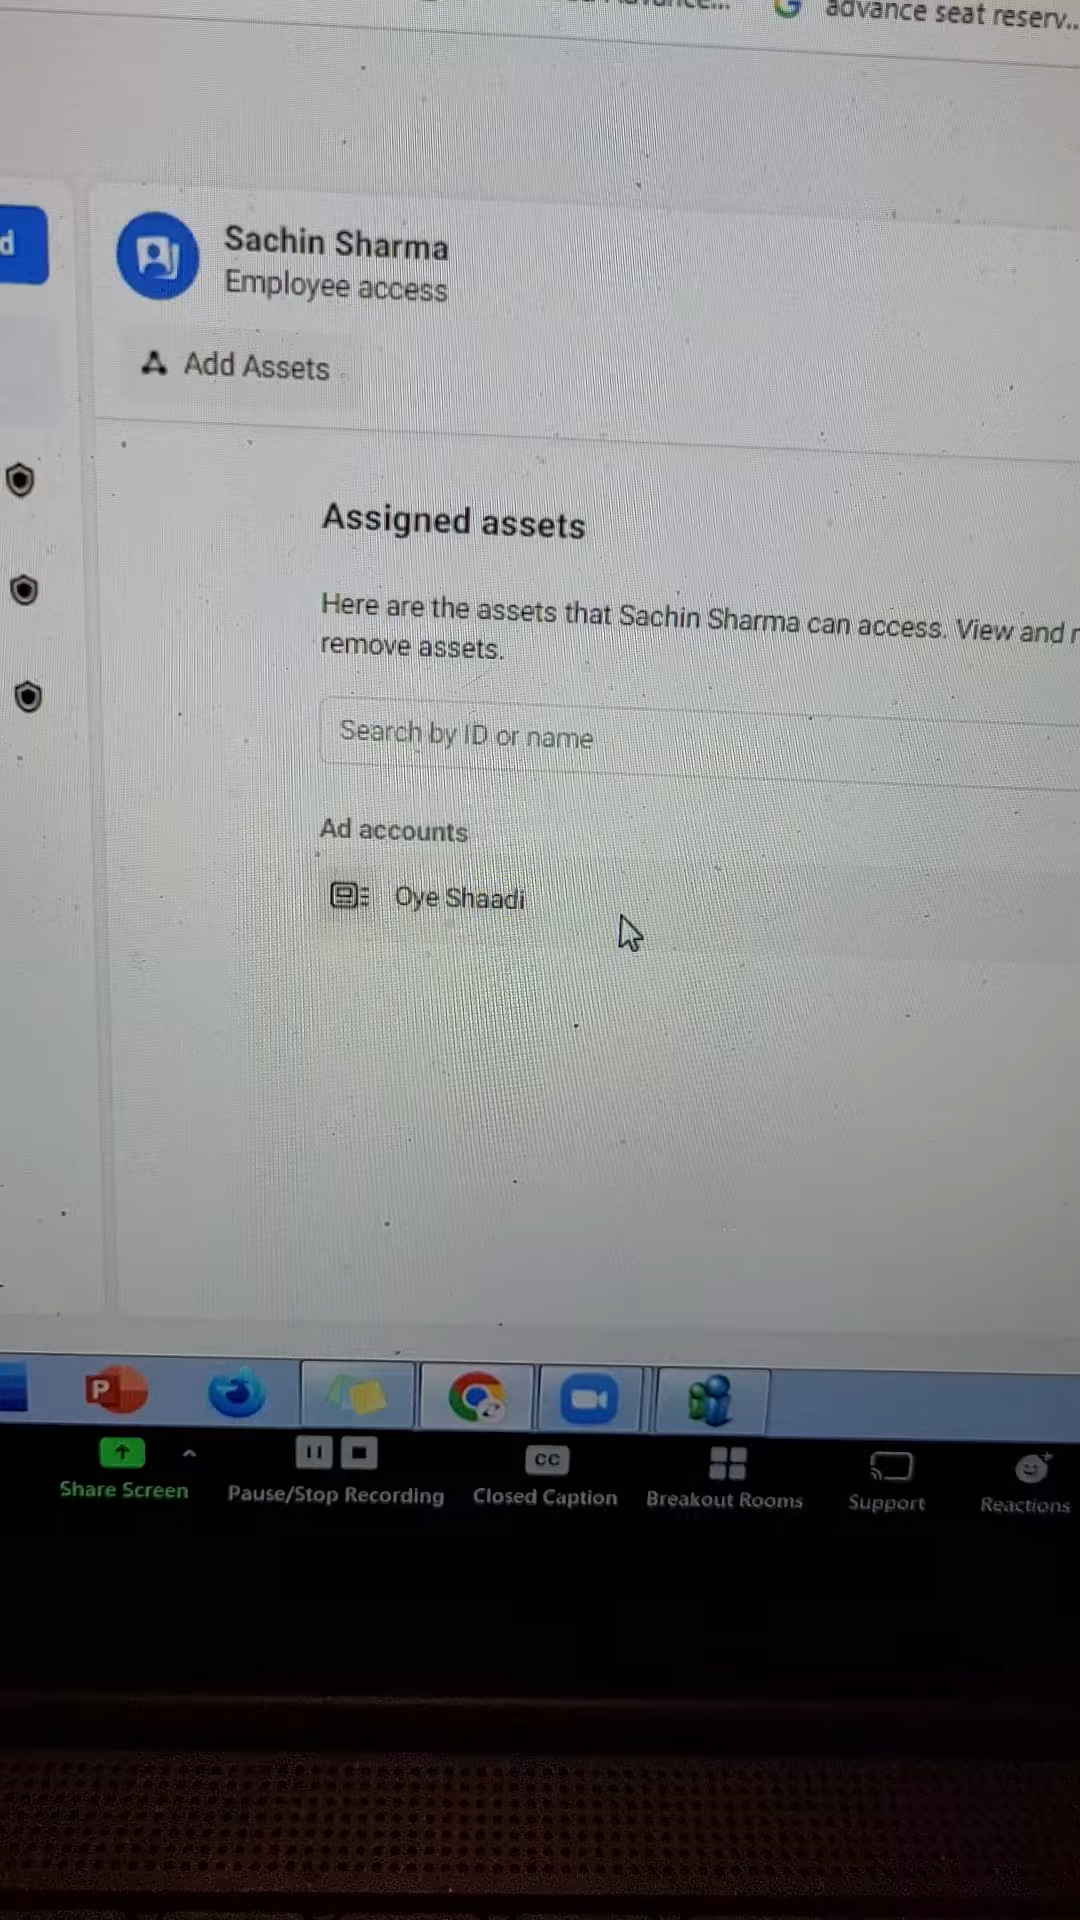 advance seat reserv...
d
Sachin Sharma
Employee access
Add Assets
Assigned assets
Here are the assets that Sachin Sharma can access. View and
remove assets.
Search by ID or name
Ad accounts
Oye Shaadi
P
CC
Share Screen
Pause/Stop Recording
Closed Caption
Breakout Rooms
Support
Reactions